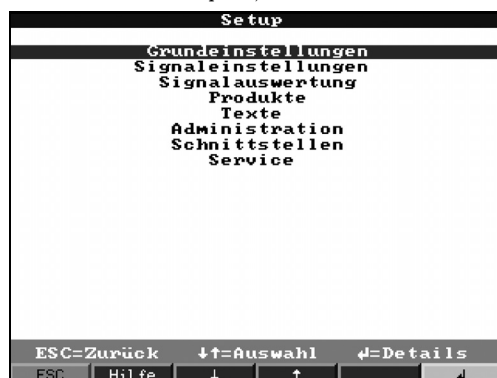 Setup
Grundeinstellungen
Signaleinstellungen
Signalauswertung
Produkte
Texte
Administration
Schnittstellen
Service
ESC=Zurück ↓↑=Auswahl ↲=Details
ESC Hilfe ↓ ↑ ↲